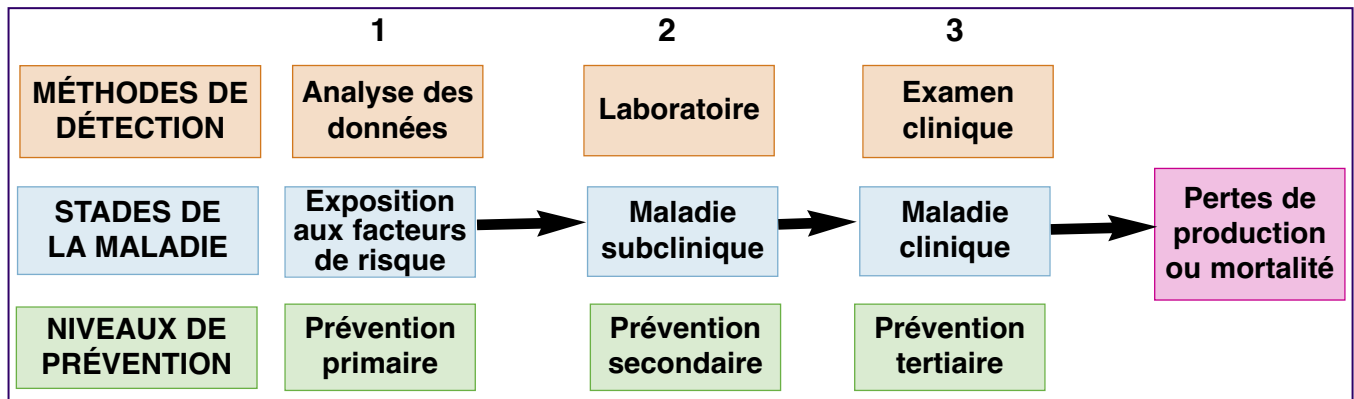 1 2 3
MÉTHODES DE
DÉTECTION
Analyse des
données
Laboratoire
Examen
clinique
STADES DE
LA MALADIE
Exposition
aux facteurs
de risque
Maladie
subclinique
Maladie
clinique
Pertes de
production
ou mortalité
NIVEAUX DE
PRÉVENTION
Prévention
primaire
Prévention
secondaire
Prévention
tertiaire